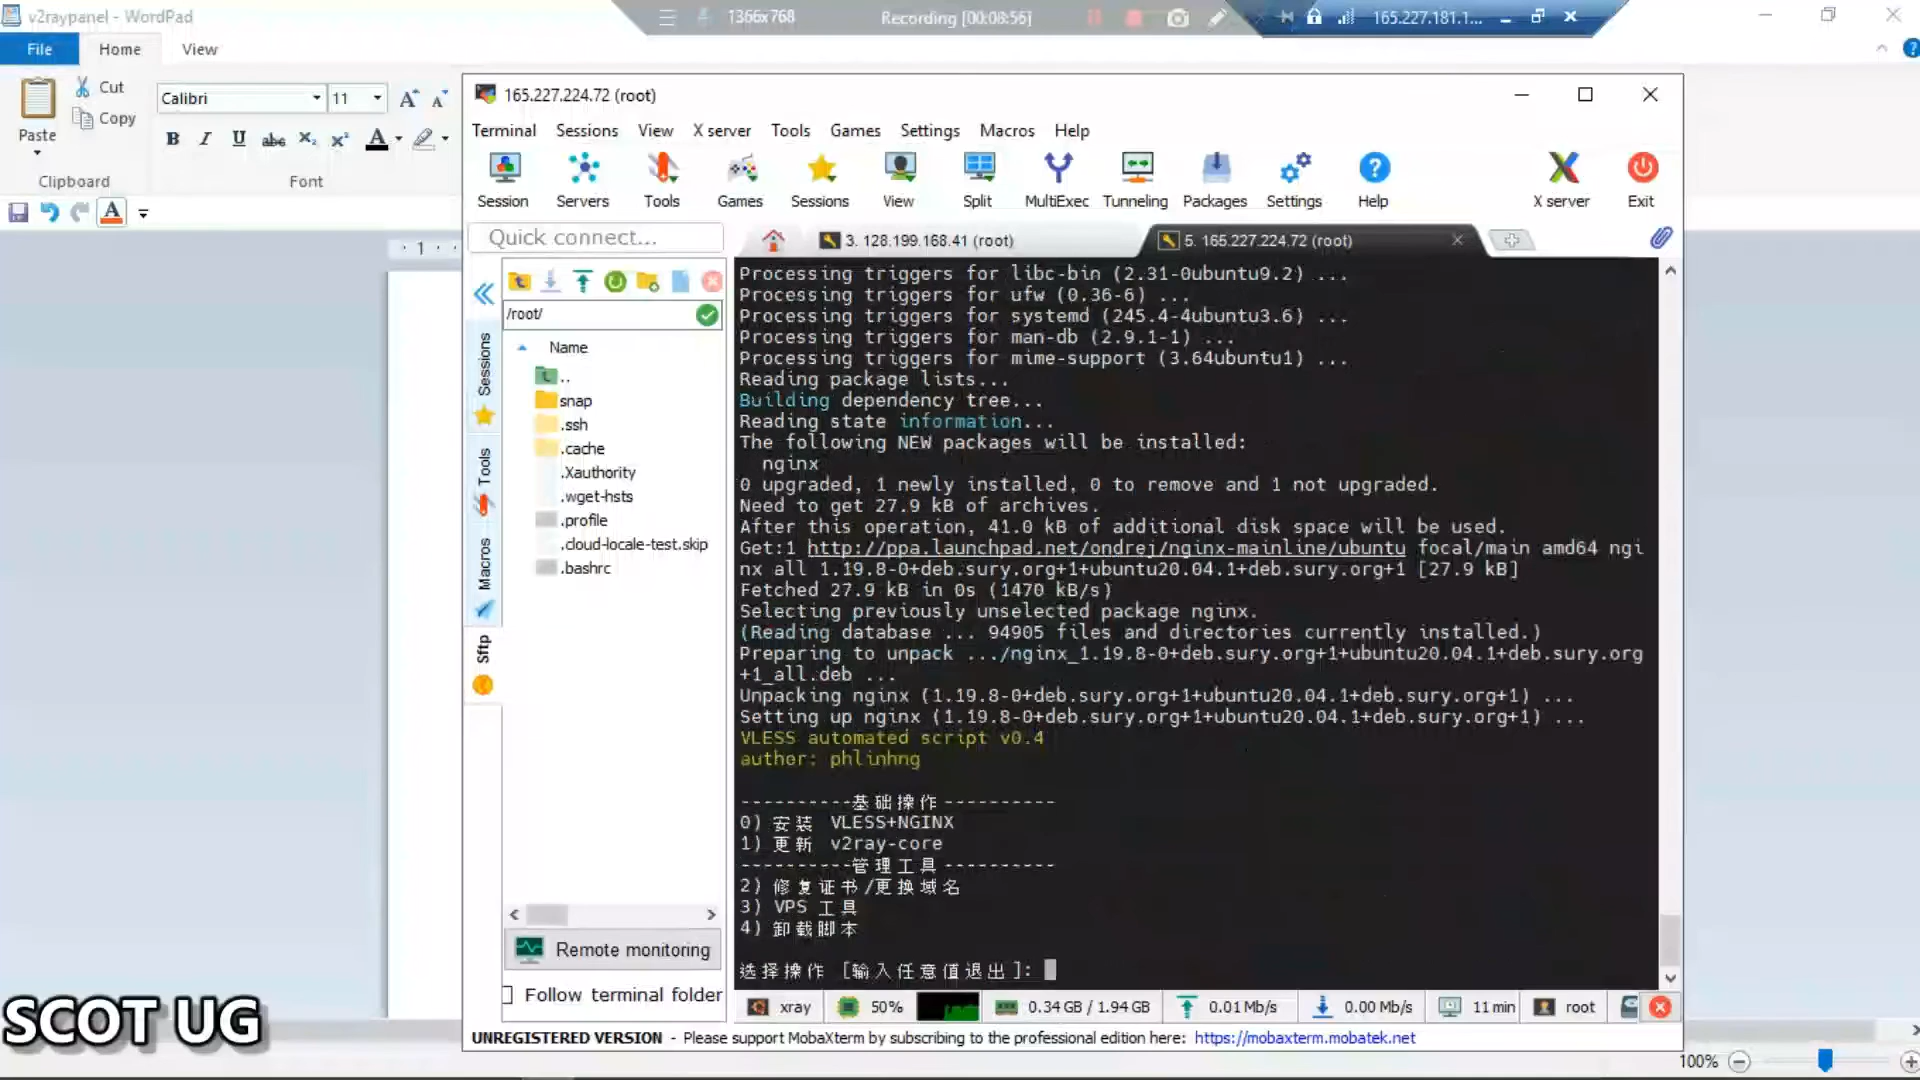 v2raypanel - WordPad
1366x768
Recording [00:08:56]
165.227.181.1...
File
Home
View
Paste
Cut
Copy
Calibri
11
Clipboard
Font
B I U abc X₂ X² A
1
165.227.224.72 (root)
Terminal Sessions View X server Tools Games Settings Macros Help
Session Servers Tools Games Sessions View Split MultiExec Tunneling Packages Settings Help X server Exit
Quick connect...
3. 128.199.168.41 (root)
5. 165.227.224.72 (root)
/root/
Name
..
snap
.ssh
.cache
.Xauthority
.wget-hsts
.profile
.cloud-locale-test.skip
.bashrc
Sessions
Tools
Macros
Sftp
Remote monitoring
Follow terminal folder
Processing triggers for libc-bin (2.31-0ubuntu9.2) ...
Processing triggers for ufw (0.36-6) ...
Processing triggers for systemd (245.4-4ubuntu3.6) ...
Processing triggers for man-db (2.9.1-1) ...
Processing triggers for mime-support (3.64ubuntu1) ...
Reading package lists...
Building dependency tree...
Reading state information...
The following NEW packages will be installed:
nginx
0 upgraded, 1 newly installed, 0 to remove and 1 not upgraded.
Need to get 27.9 kB of archives.
After this operation, 41.0 kB of additional disk space will be used.
Get:1 http://ppa.launchpad.net/ondrej/nginx-mainline/ubuntu focal/main amd64 ngi
nx all 1.19.8-0+deb.sury.org+1+ubuntu20.04.1+deb.sury.org+1 [27.9 kB]
Fetched 27.9 kB in 0s (1470 kB/s)
Selecting previously unselected package nginx.
(Reading database ... 94905 files and directories currently installed.)
Preparing to unpack .../nginx_1.19.8-0+deb.sury.org+1+ubuntu20.04.1+deb.sury.org
+1_all.deb ...
Unpacking nginx (1.19.8-0+deb.sury.org+1+ubuntu20.04.1+deb.sury.org+1) ...
Setting up nginx (1.19.8-0+deb.sury.org+1+ubuntu20.04.1+deb.sury.org+1) ...
VLESS automated script v0.4
author: phlinhng
----------基础操作----------
0) 安装 VLESS+NGINX
1) 更新 v2ray-core
----------管理工具----------
2) 修复证书/更换域名
3) VPS 工具
4) 卸载脚本
选择操作 [输入任意值退出]:
xray
50%
0.34 GB / 1.94 GB
0.01 Mb/s
0.00 Mb/s
11 min
root
UNREGISTERED VERSION - Please support MobaXterm by subscribing to the professional edition here: https://mobaxterm.mobatek.net
SCOT UG
100%